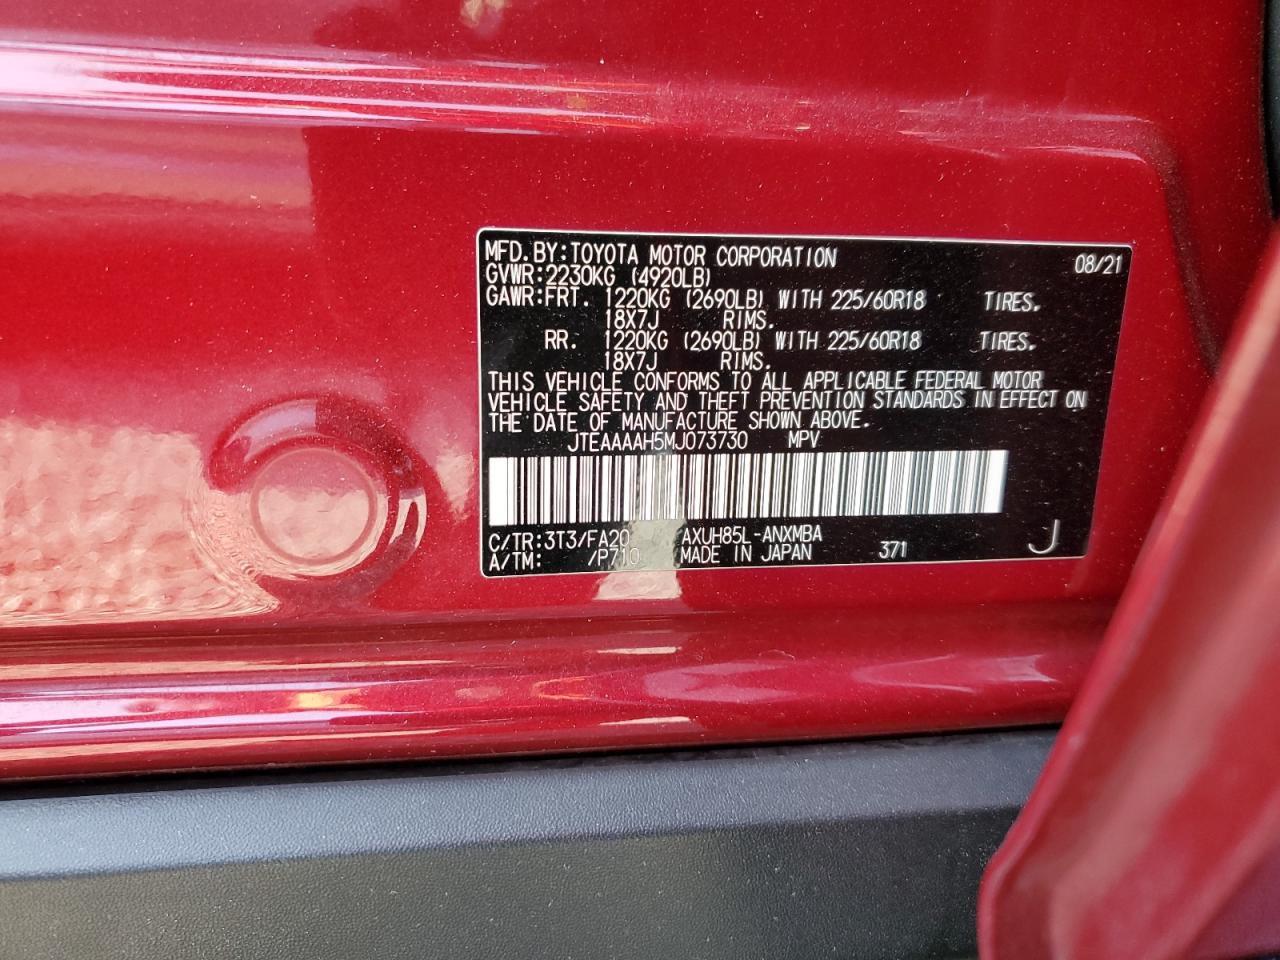 MFD.BY:TOYOTA MOTOR CORPORATION 08/21
GVWR:2230KG (4920LB)
GAWR:FRT. 1220KG (2690LB) WITH 225/60R18 TIRES.
18X7J RIMS.
RR. 1220KG (2690LB) WITH 225/60R18 TIRES.
18X7J RIMS.
THIS VEHICLE CONFORMS TO ALL APPLICABLE FEDERAL MOTOR
VEHICLE SAFETY AND THEFT PREVENTION STANDARDS IN EFFECT ON
THE DATE OF MANUFACTURE SHOWN ABOVE.
JTEAAAAH5MJ073730 MPV
C/TR:3T3/FA20 AXUH85L-ANXMBA
A/TM: /P710 MADE IN JAPAN 371 J